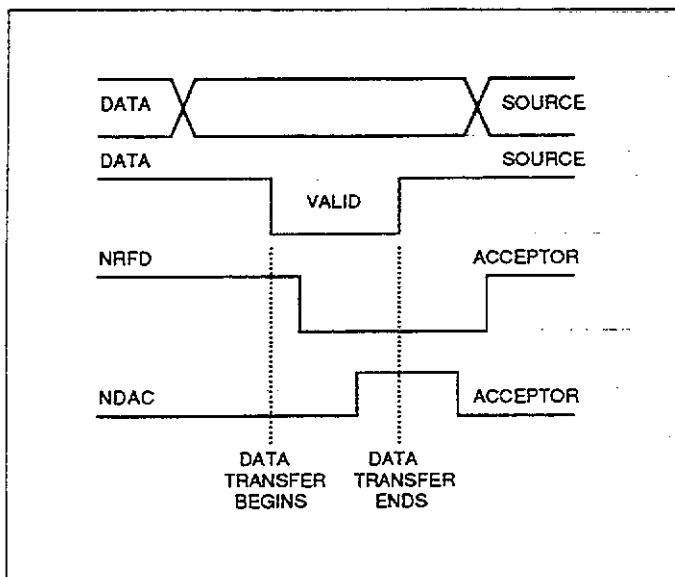 DATA SOURCE
DATA SOURCE
VALID
NRFD ACCEPTOR
NDAC ACCEPTOR
DATA DATA
TRANSFER TRANSFER
BEGINS ENDS